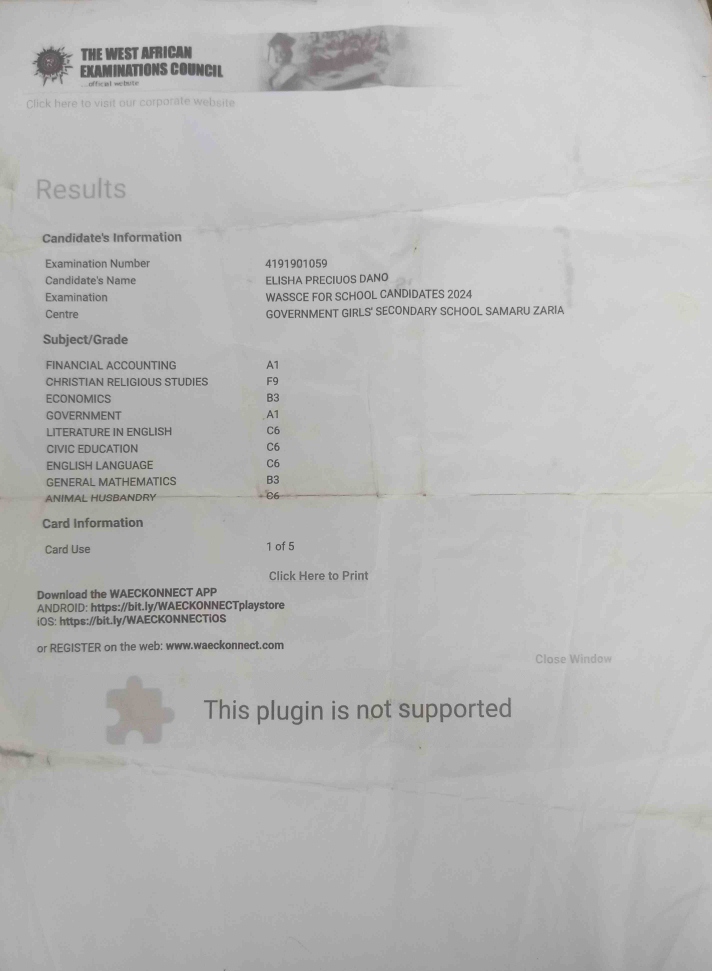 THE WEST AFRICAN
EXAMINATIONS COUNCIL
...official website
Click here to visit our corporate website
Results
Candidate's Information
Examination Number 4191901059
Candidate's Name ELISHA PRECIUOS DANO
Examination WASSCE FOR SCHOOL CANDIDATES 2024
Centre GOVERNMENT GIRLS' SECONDARY SCHOOL SAMARU ZARIA
Subject/Grade
FINANCIAL ACCOUNTING A1
CHRISTIAN RELIGIOUS STUDIES F9
ECONOMICS B3
GOVERNMENT A1
LITERATURE IN ENGLISH C6
CIVIC EDUCATION C6
ENGLISH LANGUAGE C6
GENERAL MATHEMATICS B3
ANIMAL HUSBANDRY C6
Card Information
Card Use 1 of 5
Click Here to Print
Download the WAECKONNECT APP
ANDROID: https://bit.ly/WAECKONNECTplaystore
iOS: https://bit.ly/WAECKONNECTiOS
or REGISTER on the web: www.waeckonnect.com
Close Window
This plugin is not supported